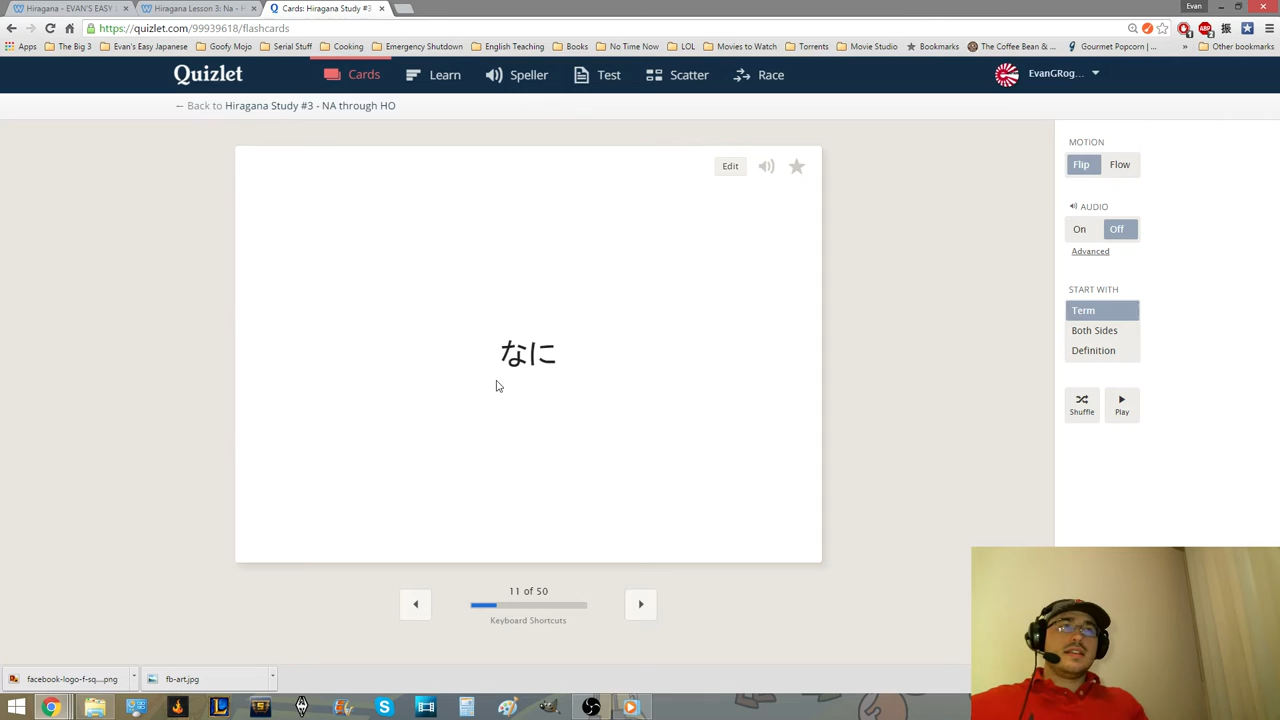 Hiragana - EVAN'S EASY J
Hiragana Lesson 3: Na - H
Cards: Hiragana Study #3
Evan
https://quizlet.com/99939618/flashcards
Apps The Big 3 Evan's Easy Japanese Goofy Mojo Serial Stuff Cooking Emergency Shutdown English Teaching Books No Time Now LOL Movies to Watch Torrents Movie Studio Bookmarks The Coffee Bean &... Gourmet Popcorn |... » Other bookmarks
Quizlet Cards Learn Speller Test Scatter Race EvanGRog...
← Back to Hiragana Study #3 - NA through HO
MOTION
Flip Flow
Edit
AUDIO
On Off
Advanced
START WITH
Term
Both Sides
Definition
なに
Shuffle Play
11 of 50
Keyboard Shortcuts
facebook-logo-f-sq....png fb-art.jpg